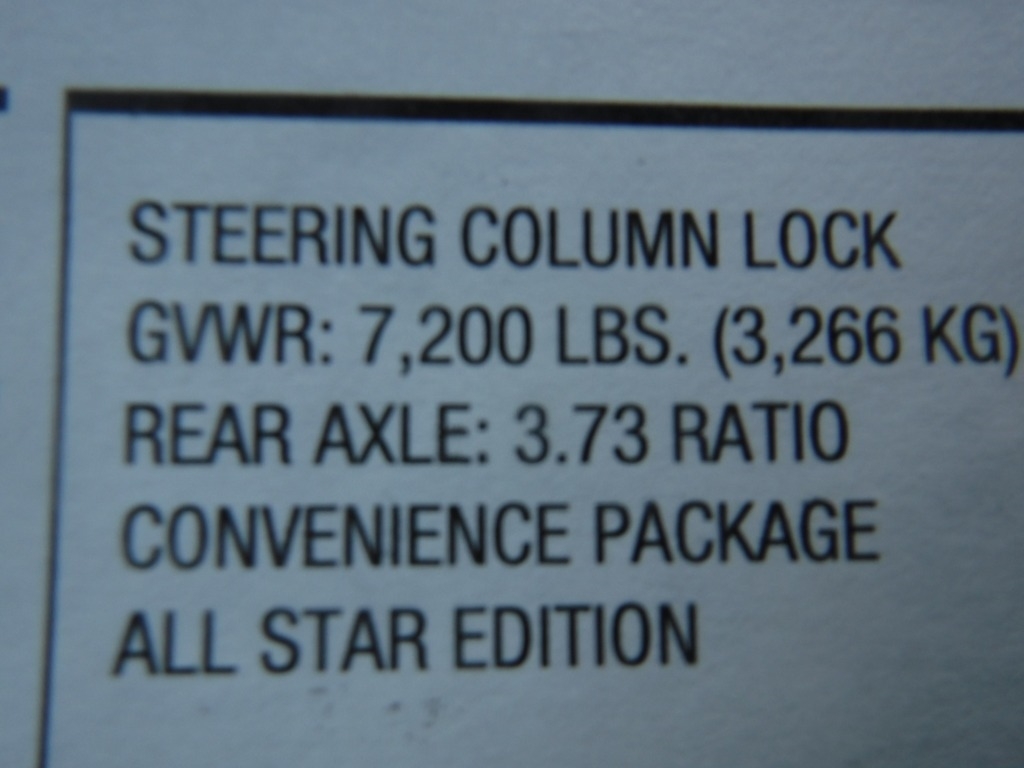 STEERING COLUMN LOCK
GVWR: 7,200 LBS. (3,266 KG)
REAR AXLE: 3.73 RATIO
CONVENIENCE PACKAGE
ALL STAR EDITION